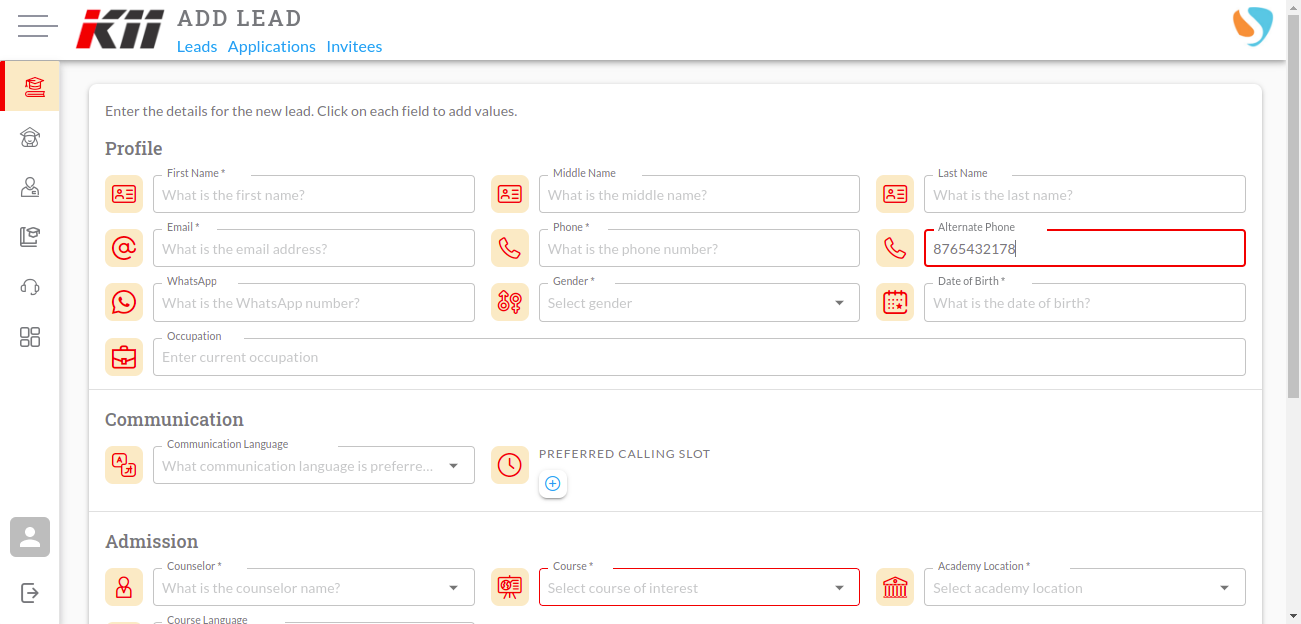 KIII
ADD LEAD
Leads Applications Invitees
Enter the details for the new lead. Click on each field to add values.
Profile
First Name * Middle Name Last Name
What is the first name? What is the middle name? What is the last name?
Email * Phone * Alternate Phone
What is the email address? What is the phone number? 8765432178
WhatsApp Gender * Date of Birth *
What is the WhatsApp number? Select gender What is the date of birth?
Occupation
Enter current occupation
Communication
Communication Language
PREFERRED CALLING SLOT
What communication language is preferre...
Admission
Counselor * Course * Academy Location *
What is the counselor name? Select course of interest Select academy location
Course Language